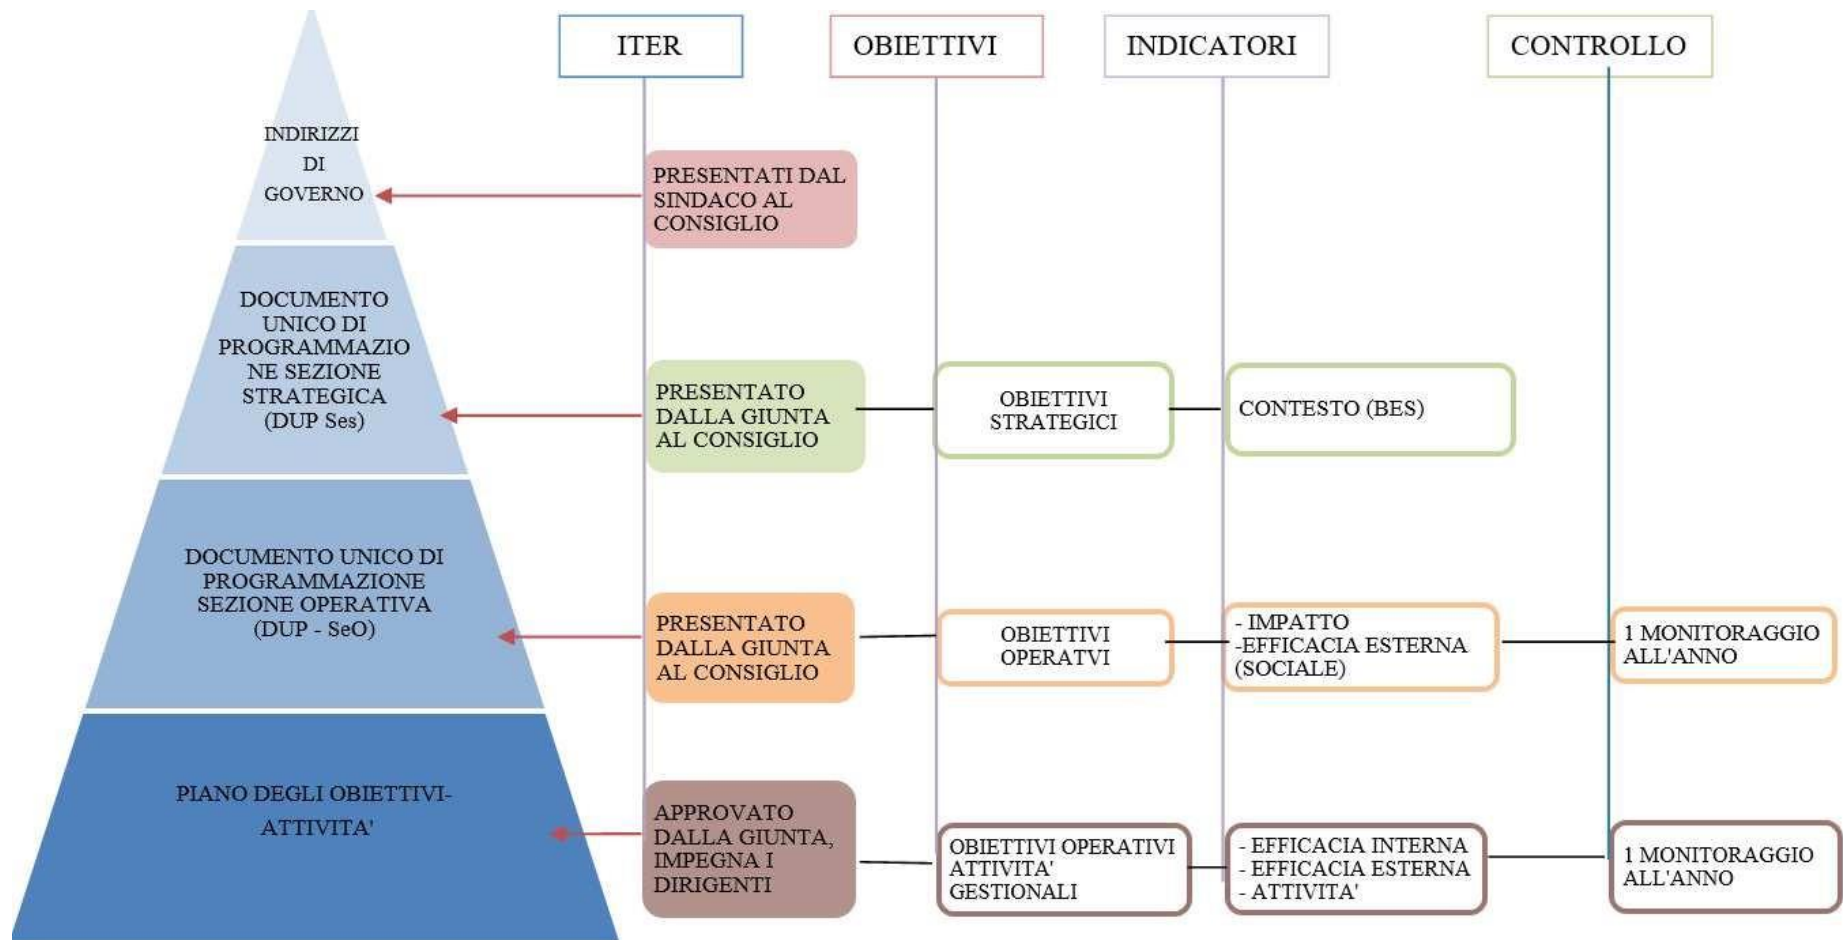 ITER
OBIETTIVI
INDICATORI
CONTROLLO
INDIRIZZI
DI
GOVERNO
PRESENTATI DAL
SINDACO AL
CONSIGLIO
DOCUMENTO
UNICO DI
PROGRAMMAZIO
NE SEZIONE
STRATEGICA
(DUP Ses)
PRESENTATO
DALLA GIUNTA
AL CONSIGLIO
OBIETTIVI
STRATEGICI
CONTESTO (BES)
DOCUMENTO UNICO DI
PROGRAMMAZIONE
SEZIONE OPERATIVA
(DUP - SeO)
PRESENTATO
DALLA GIUNTA
AL CONSIGLIO
OBIETTIVI
OPERATVI
- IMPATTO
-EFFICACIA ESTERNA
(SOCIALE)
1 MONITORAGGIO
ALL'ANNO
PIANO DEGLI OBIETTIVI-
ATTIVITA'
APPROVATO
DALLA GIUNTA,
IMPEGNA I
DIRIGENTI
OBIETTIVI OPERATIVI
ATTIVITA'
GESTIONALI
- EFFICACIA INTERNA
- EFFICACIA ESTERNA
- ATTIVITA'
1 MONITORAGGIO
ALL'ANNO